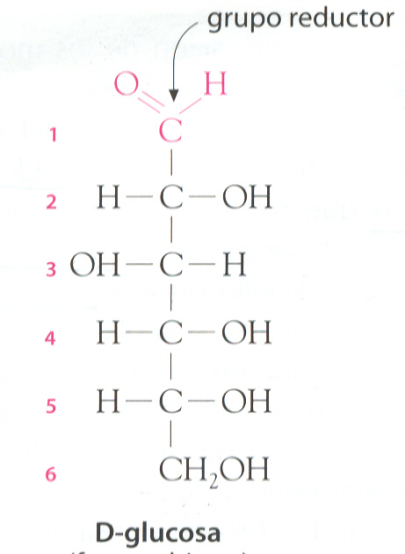 grupo reductor
O H
1 C
2 H—C—OH
3 OH—C—H
4 H—C—OH
5 H—C—OH
6 CH₂OH
D-glucosa